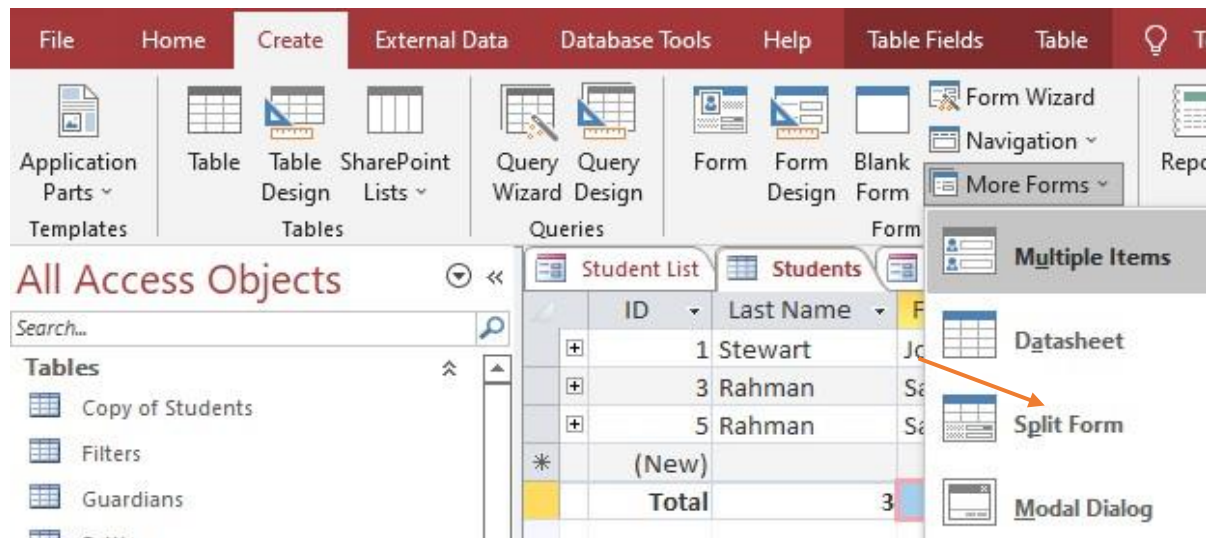 File Home Create External Data Database Tools Help Table Fields Table
Application Parts
Table
Table Design
SharePoint Lists
Query Wizard
Query Design
Form
Form Design
Blank Form
Form Wizard
Navigation
More Forms
Templates Tables Queries Form
Multiple Items
Datasheet
Split Form
Modal Dialog
All Access Objects
Search...
Tables
Copy of Students
Filters
Guardians
Student List Students
ID Last Name
1 Stewart
3 Rahman
5 Rahman
(New)
Total 3